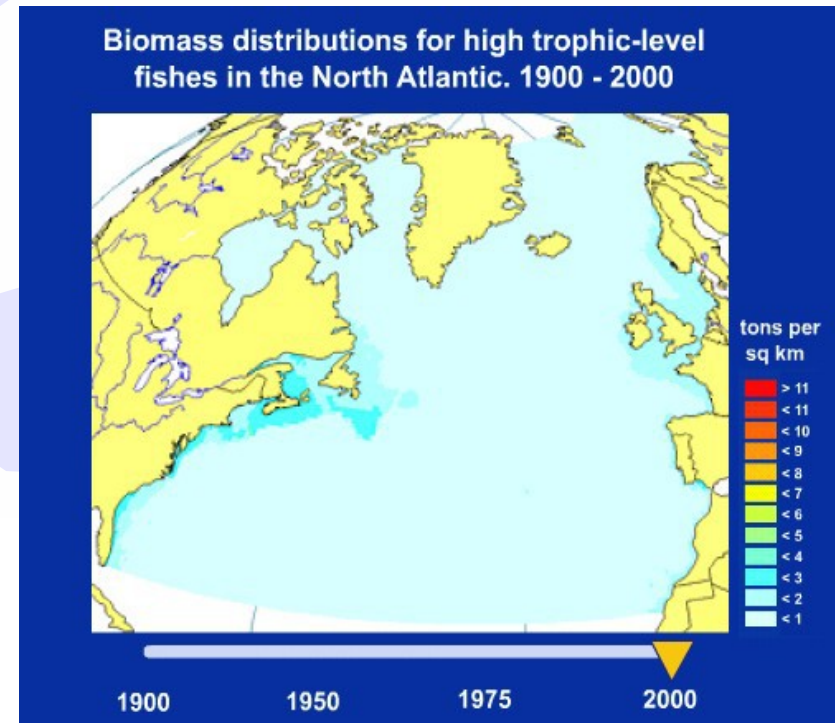 Biomass distributions for high trophic-level
fishes in the North Atlantic. 1900 - 2000
tons per
sq km
> 11
< 11
< 10
< 9
< 8
< 7
< 6
< 5
< 4
< 3
< 2
< 1
1900 1950 1975 2000